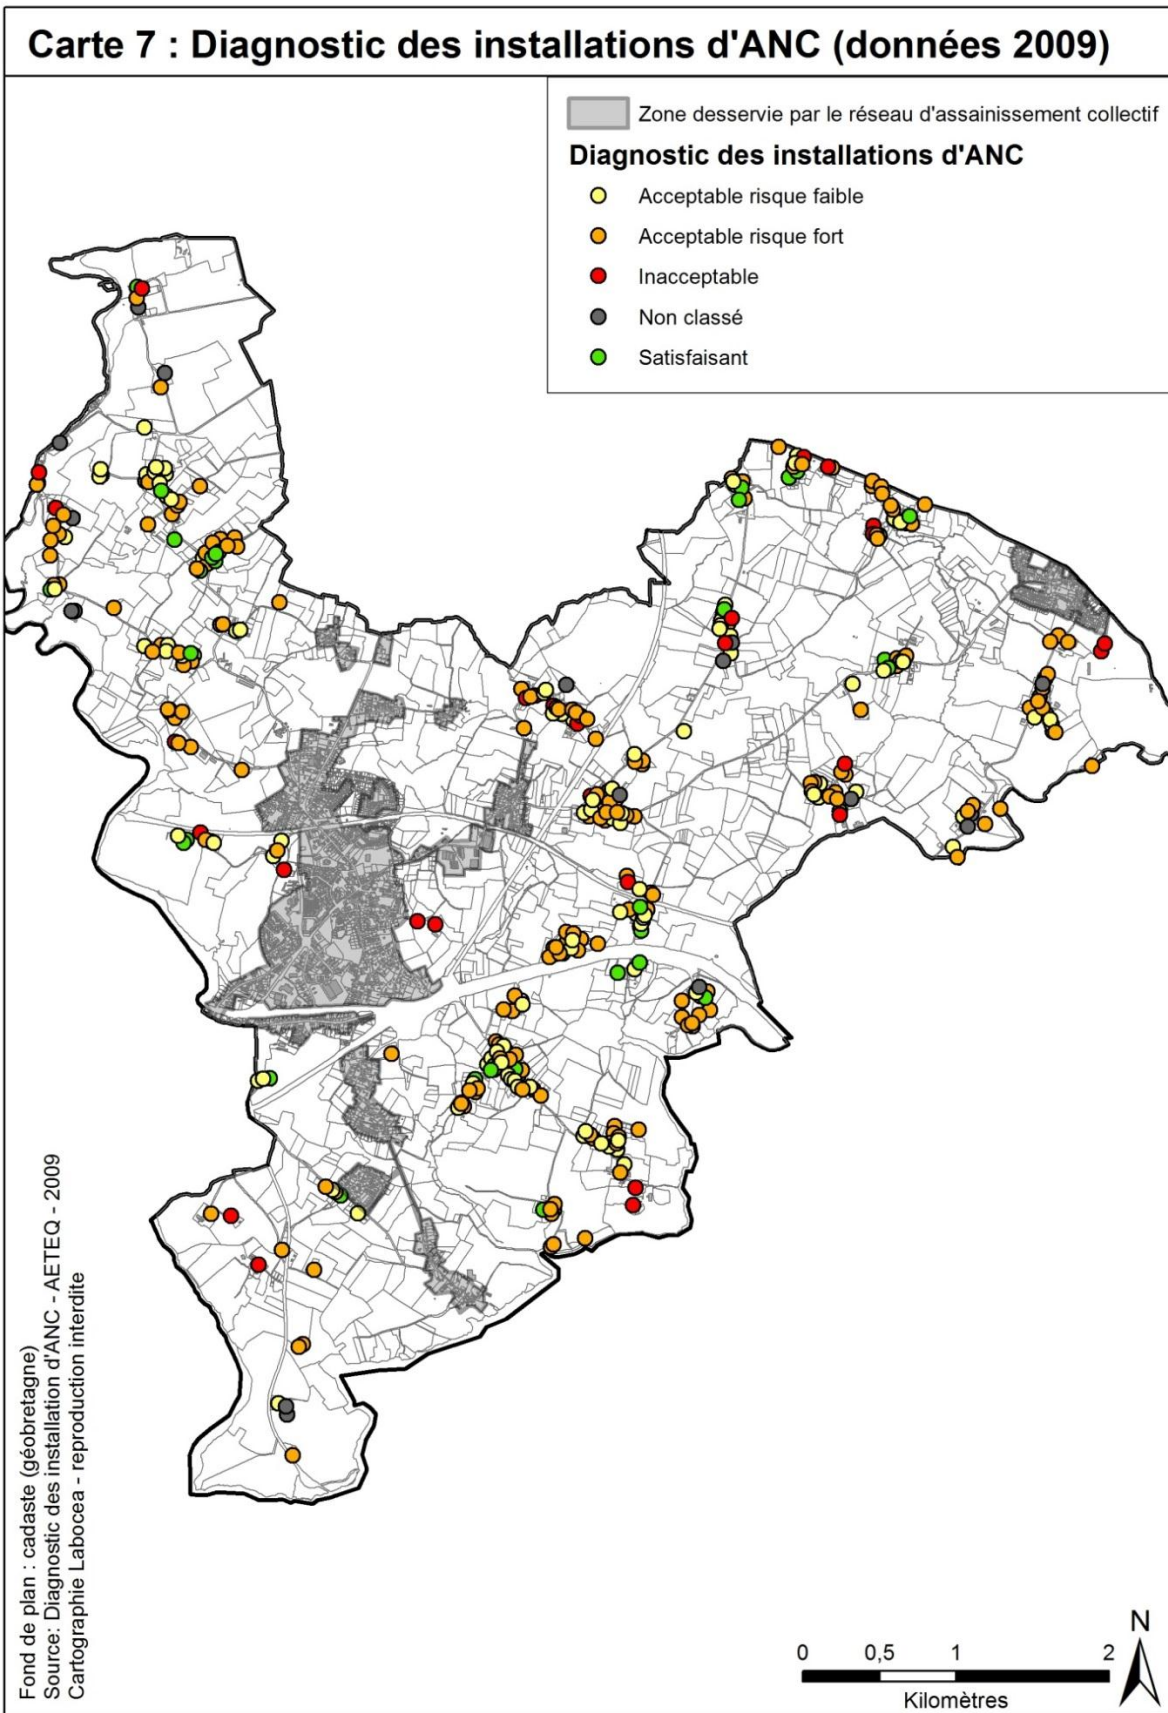 Carte 7 : Diagnostic des installations d'ANC (données 2009)
Zone desservie par le réseau d'assainissement collectif
Diagnostic des installations d'ANC
Acceptable risque faible
Acceptable risque fort
Inacceptable
Non classé
Satisfaisant
Fond de plan : cadaste (géobretagne)
Source: Diagnostic des installation d'ANC - AETEQ - 2009
Cartographie Labocea - reproduction interdite
N
0 0,5 1 2
Kilomètres